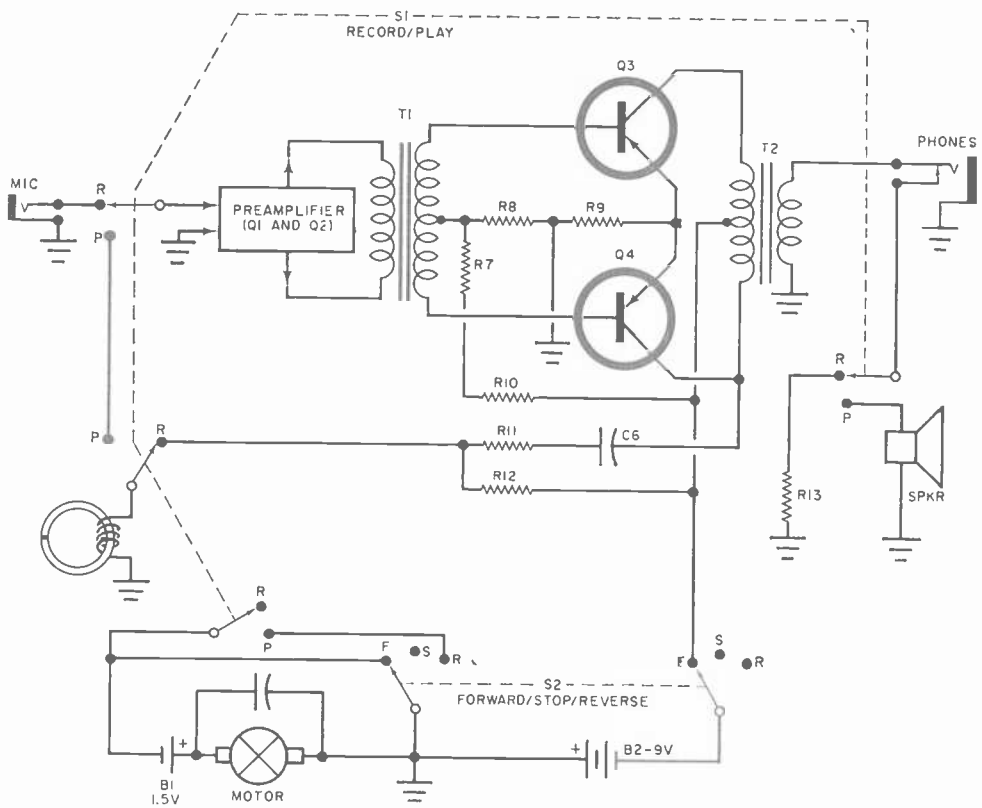 S1
RECORD/PLAY
Q3
T1
T2
PHONES
MIC
R
PREAMPLIFIER
(Q1 AND Q2)
R8
R9
P
R7
Q4
R10
R
P
R
R11
C6
P
R12
R13
SPKR
R
P
F
S
R
S2
FORWARD/STOP/REVERSE
F
S
R
+
B1
1.5V
MOTOR
+
B2-9V